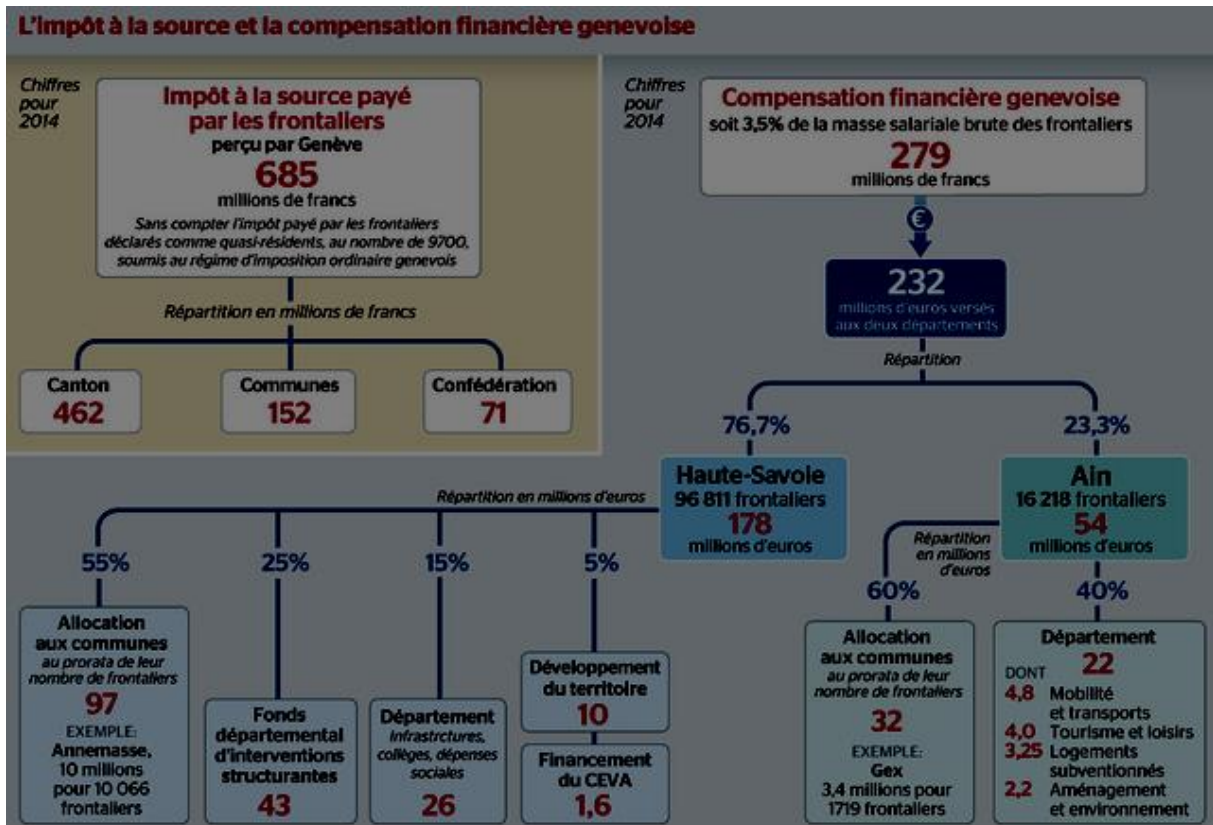 L'impôt à la source et la compensation financière genevoise
Chiffres
pour
2014
Impôt à la source payé
par les frontaliers
perçu par Genève
685
millions de francs
Sans compter l'impôt payé par les frontaliers
déclarés comme quasi-résidents, au nombre de 9700,
soumis au régime d'imposition ordinaire genevois
Répartition en millions de francs
Canton
462
Communes
152
Confédération
71
Chiffres
pour
2014
Compensation financière genevoise
soit 3,5% de la masse salariale brute des frontaliers
279
millions de francs
€
232
millions d'euros versés
aux deux départements
Répartition
76,7%
23,3%
Haute-Savoie
96 811 frontaliers
178
millions d'euros
Ain
16 218 frontaliers
54
millions d'euros
Répartition en millions d'euros
55%
25%
15%
5%
Allocation
aux communes
au prorata de leur
nombre de frontaliers
97
EXEMPLE:
Annemasse,
10 millions
pour 10 066
frontaliers
Fonds
départemental
d'interventions
structurantes
43
Département
Infrastrctures,
collèges, dépenses
sociales
26
Développement
du territoire
10
Financement
du CEVA
1,6
Répartition
en millions
d'euros
60%
40%
Allocation
aux communes
au prorata de leur
nombre de frontaliers
32
EXEMPLE:
Gex
3,4 millions pour
1719 frontaliers
Département
22
DONT
4,8 Mobilité
et transports
4,0 Tourisme et loisirs
3,25 Logements
subventionnés
2,2 Aménagement
et environnement